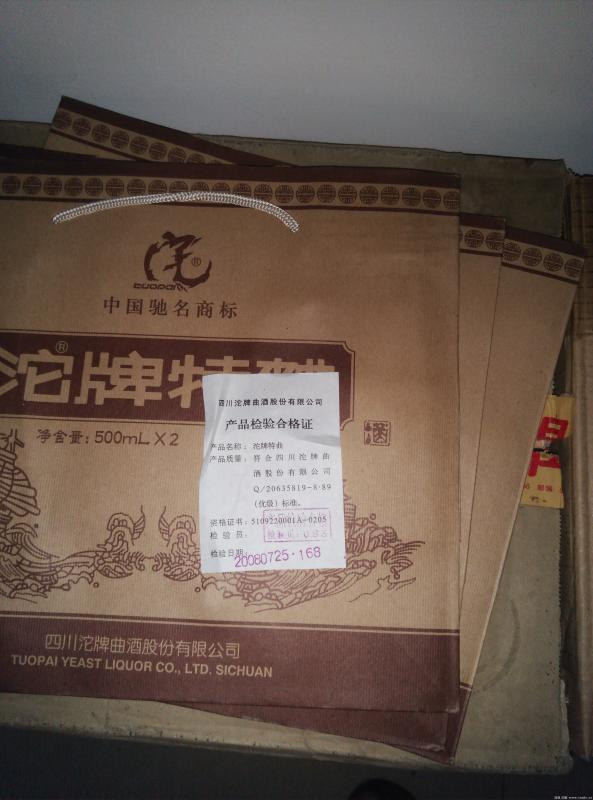 沱
®
TUOPAI
中国驰名商标
沱®牌特麯
净含量: 500mL×2
四川沱牌曲酒股份有限公司
产品检验合格证
产品名称: 沱牌特曲
产品质量: 符合四川沱牌曲
酒股份有限公司
Q/20635819-8·89
(优级) 标准。
资格证书: 5109220001A-0205
检验员:
检验日期:
20080725·168
四川沱牌曲酒股份有限公司
TUOPAI YEAST LIQUOR CO., LTD. SICHUAN